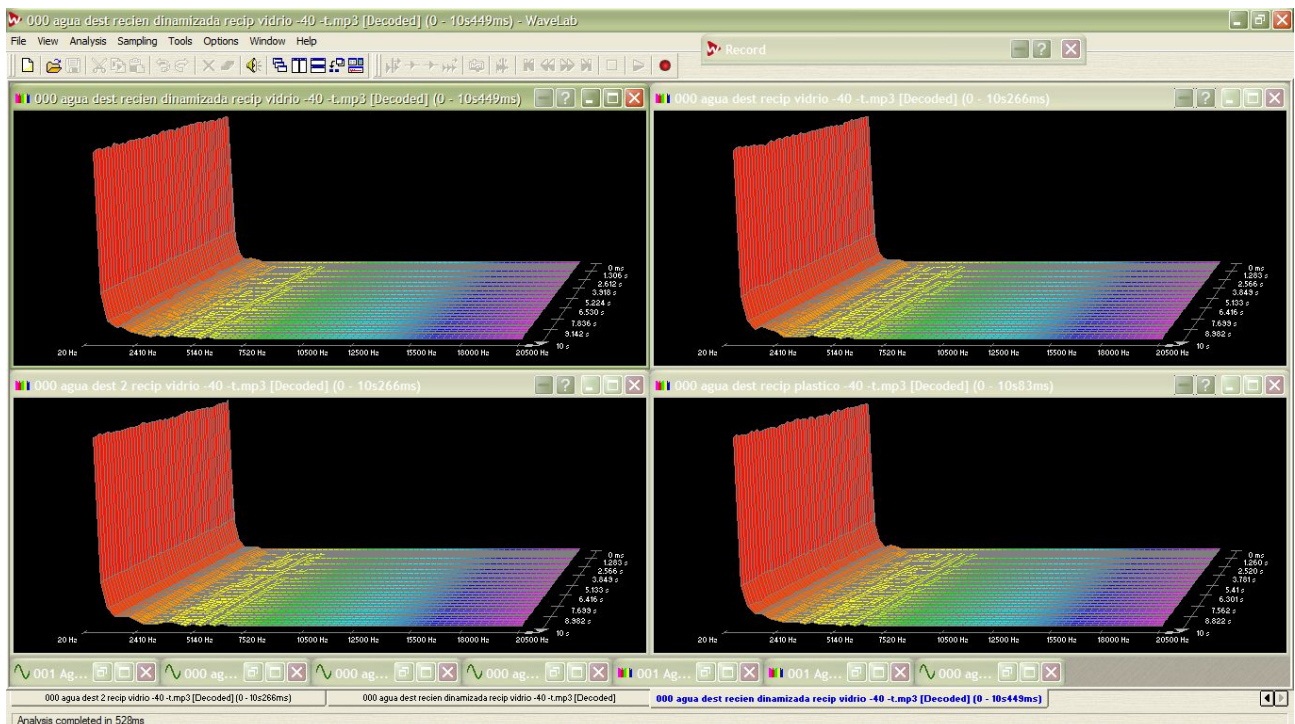 000 agua dest recien dinamizada recip vidrio -40 -t.mp3 [Decoded] (0 - 10s449ms) - WaveLab
File View Analysis Sampling Tools Options Window Help
Record
000 agua dest recien dinamizada recip vidrio -40 -t.mp3 [Decoded] (0 - 10s449ms)
0 ms
1.306 s
2.612 s
3.918 s
5.224 s
6.530 s
7.836 s
9.142 s
10 s
20 Hz 2410 Hz 5140 Hz 7520 Hz 10500 Hz 12500 Hz 15500 Hz 18000 Hz 20500 Hz
000 agua dest recip vidrio -40 -t.mp3 [Decoded] (0 - 10s266ms)
0 ms
1.283 s
2.566 s
3.849 s
5.133 s
6.416 s
7.699 s
8.982 s
10 s
20 Hz 2410 Hz 5140 Hz 7520 Hz 10500 Hz 12500 Hz 15500 Hz 18000 Hz 20500 Hz
000 agua dest 2 recip vidrio -40 -t.mp3 [Decoded] (0 - 10s266ms)
0 ms
1.283 s
2.566 s
3.849 s
5.133 s
6.416 s
7.699 s
8.982 s
10 s
20 Hz 2410 Hz 5140 Hz 7520 Hz 10500 Hz 12500 Hz 15500 Hz 18000 Hz 20500 Hz
000 agua dest recip plastico -40 -t.mp3 [Decoded] (0 - 10s83ms)
0 ms
1.260 s
2.520 s
3.781 s
5.41 s
6.301 s
7.562 s
8.822 s
10 s
20 Hz 2410 Hz 5140 Hz 7520 Hz 10500 Hz 12500 Hz 15500 Hz 18000 Hz 20500 Hz
001 Ag... 000 ag... 000 ag... 000 ag... 001 Ag... 001 Ag... 000 ag...
000 agua dest 2 recip vidrio -40 -t.mp3 [Decoded] (0 - 10s266ms) 000 agua dest recien dinamizada recip vidrio -40 -t.mp3 [Decoded] 000 agua dest recien dinamizada recip vidrio -40 -t.mp3 [Decoded] (0 - 10s449ms)
Analysis completed in 528ms